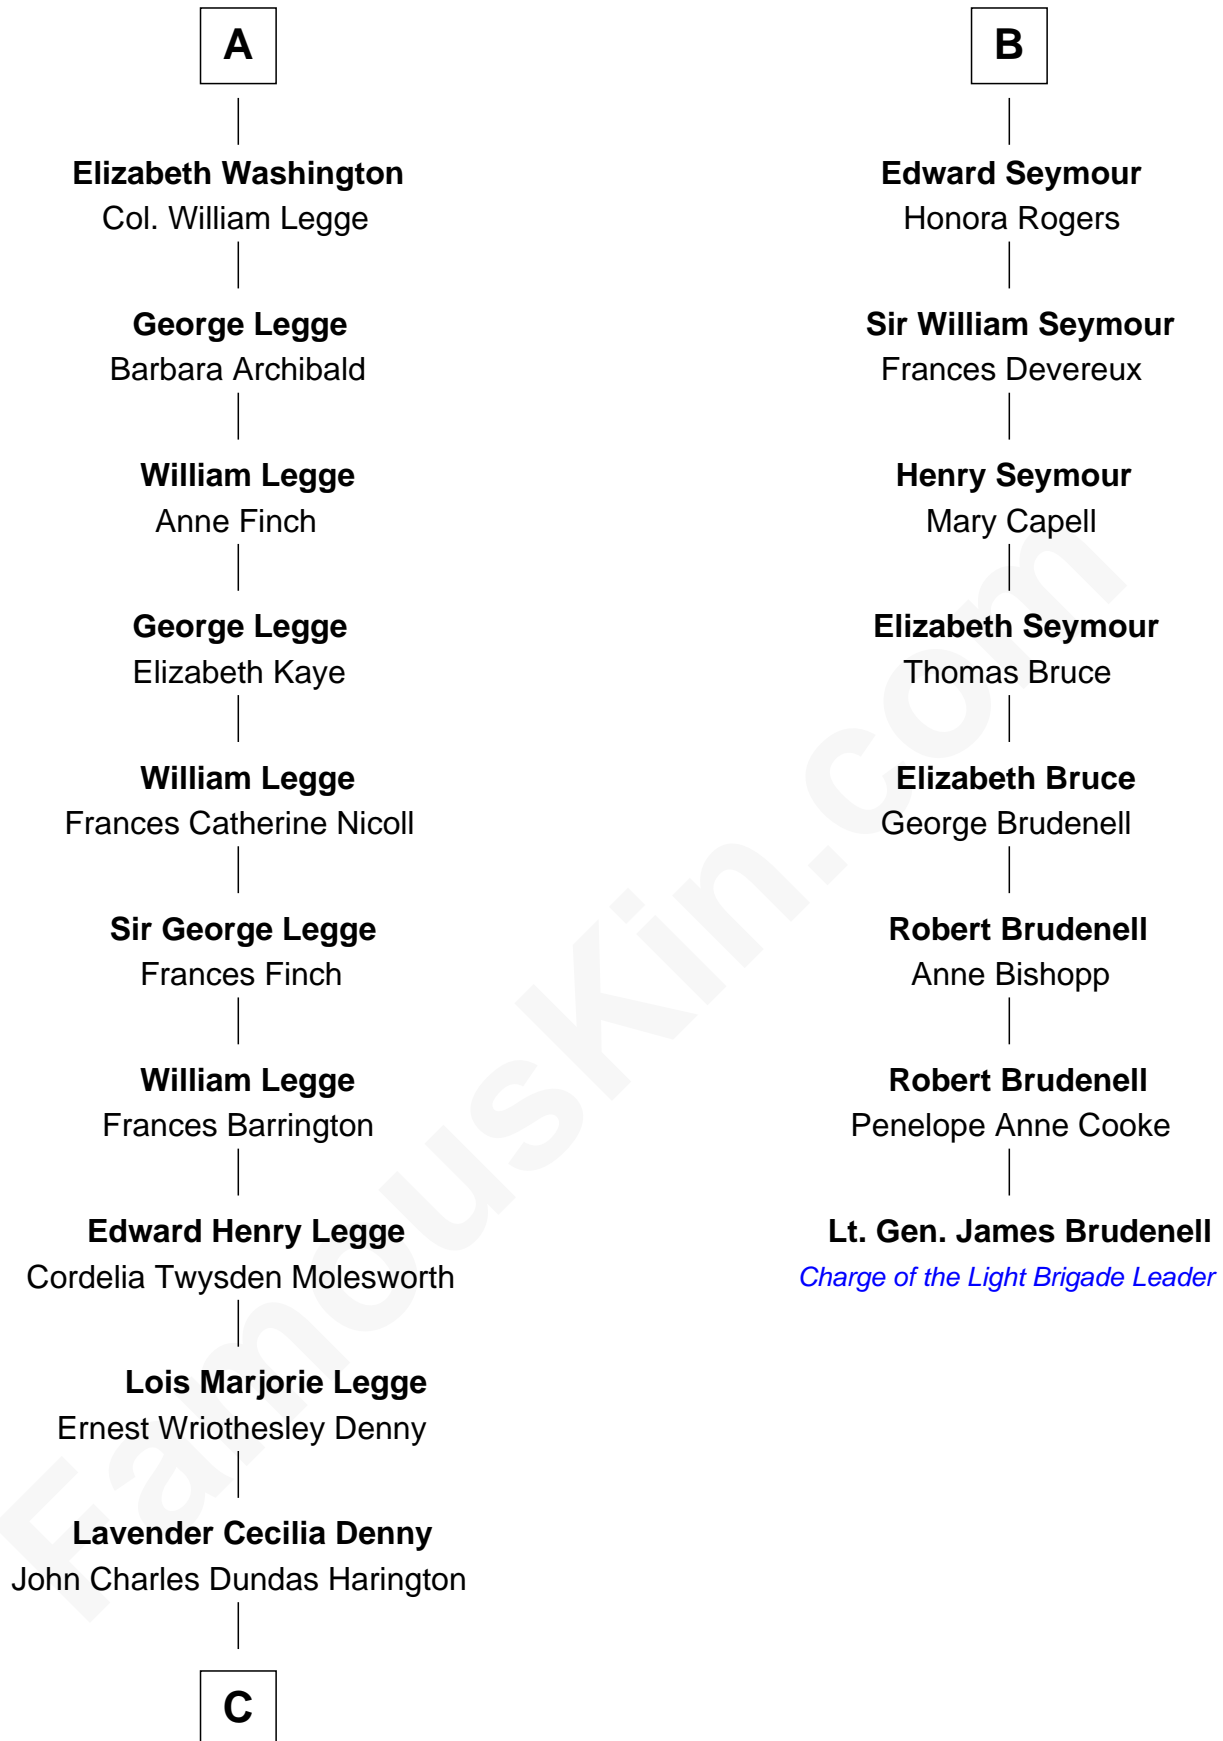 A
Elizabeth Washington
Col. William Legge
George Legge
Barbara Archibald
William Legge
Anne Finch
George Legge
Elizabeth Kaye
William Legge
Frances Catherine Nicoll
Sir George Legge
Frances Finch
William Legge
Frances Barrington
Edward Henry Legge
Cordelia Twysden Molesworth
Lois Marjorie Legge
Ernest Wriothesley Denny
Lavender Cecilia Denny
John Charles Dundas Harington
C
B
Edward Seymour
Honora Rogers
Sir William Seymour
Frances Devereux
Henry Seymour
Mary Capell
Elizabeth Seymour
Thomas Bruce
Elizabeth Bruce
George Brudenell
Robert Brudenell
Anne Bishopp
Robert Brudenell
Penelope Anne Cooke
Lt. Gen. James Brudenell
Charge of the Light Brigade Leader
FamousKin.com